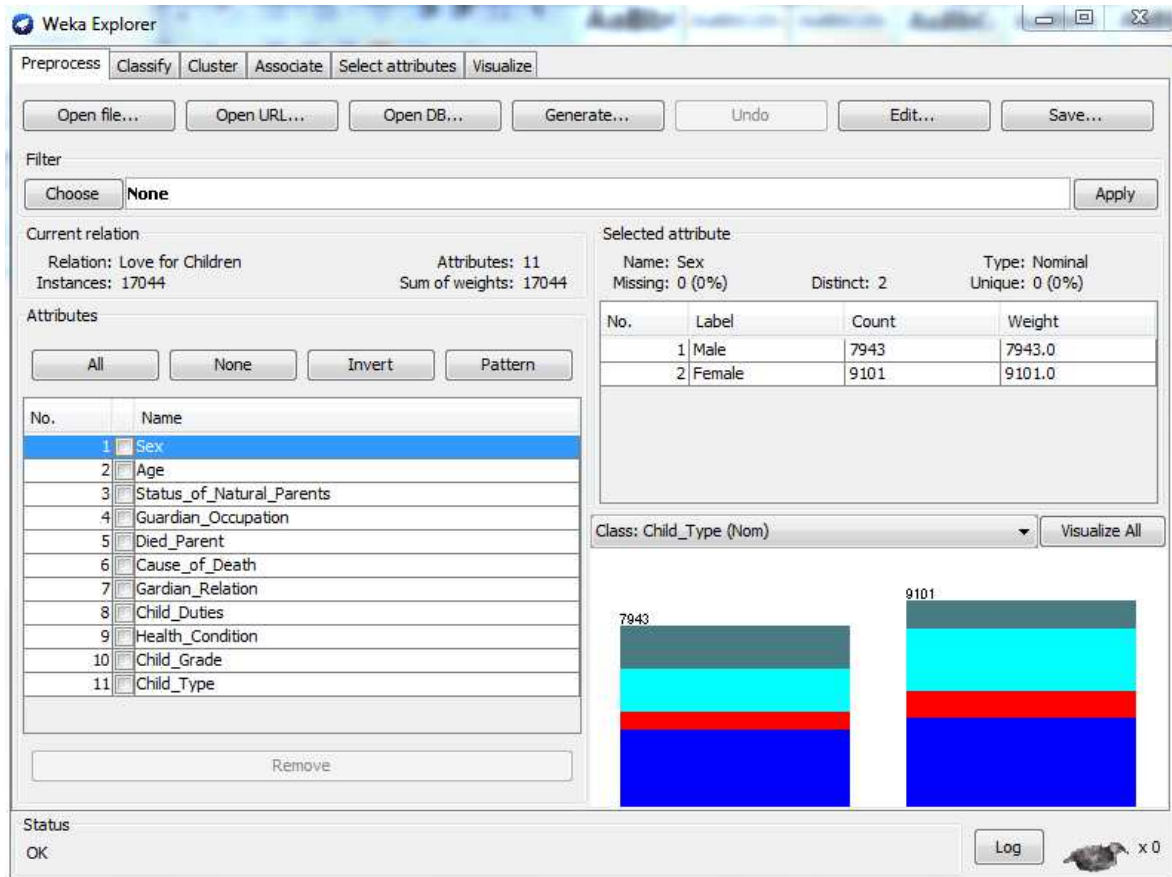 Weka Explorer
Preprocess Classify Cluster Associate Select attributes Visualize
Open file... Open URL... Open DB... Generate... Undo Edit... Save...
Filter
Choose None Apply
Current relation
Relation: Love for Children Attributes: 11
Instances: 17044 Sum of weights: 17044
Attributes
All None Invert Pattern
No. Name
1 Sex
2 Age
3 Status_of_Natural_Parents
4 Guardian_Occupation
5 Died_Parent
6 Cause_of_Death
7 Gardian_Relation
8 Child_Duties
9 Health_Condition
10 Child_Grade
11 Child_Type
Remove
Selected attribute
Name: Sex Type: Nominal
Missing: 0 (0%) Distinct: 2 Unique: 0 (0%)
No. Label Count Weight
1 Male 7943 7943.0
2 Female 9101 9101.0
Class: Child_Type (Nom) Visualize All
7943
9101
Status
OK
Log x 0